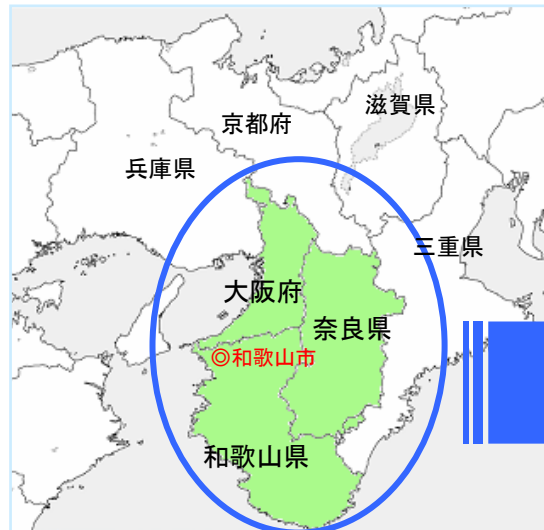 滋賀県
京都府
兵庫県
三重県
大阪府
奈良県
◎和歌山市
和歌山県